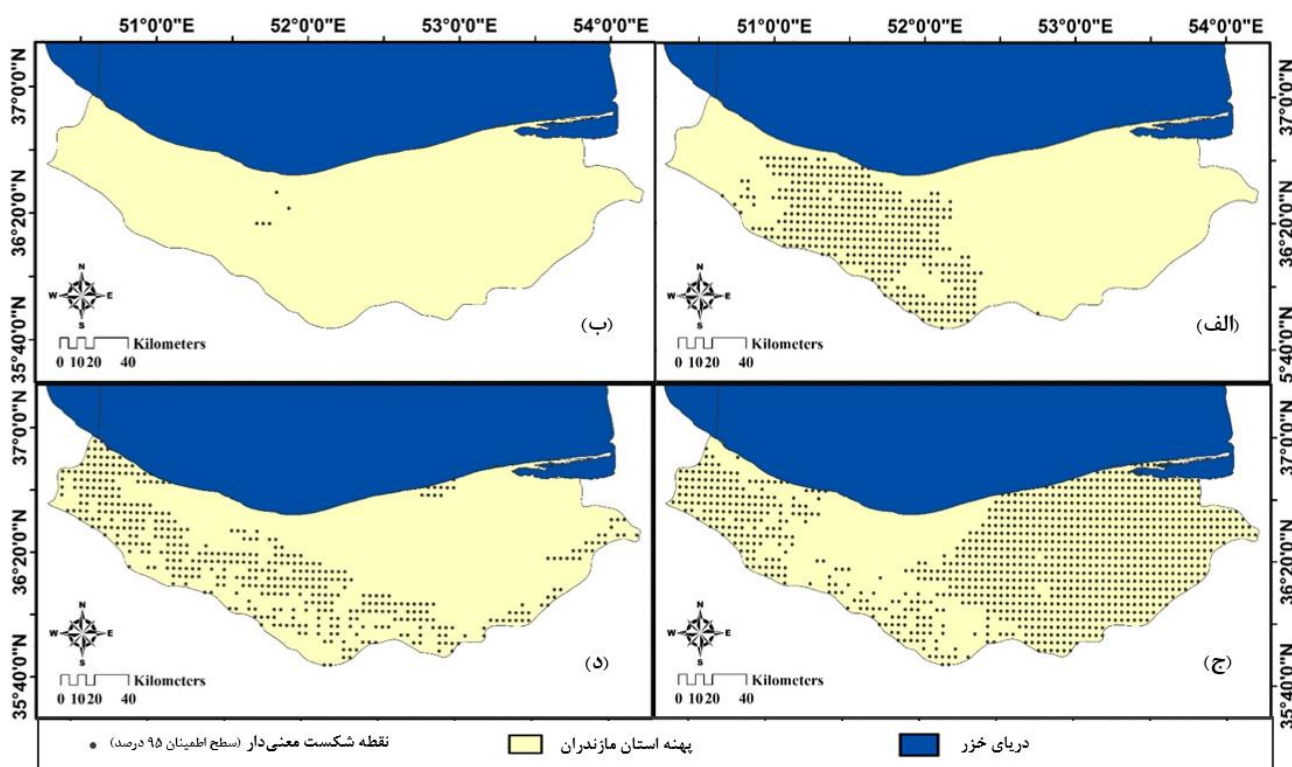 51°0'0"E 52°0'0"E 53°0'0"E 54°0'0"E 51°0'0"E 52°0'0"E 53°0'0"E 54°0'0"E
37°0'0"N
36°20'0"N
35°40'0"N
N
W E
S
Kilometers
0 10 20 40
(ب)
37°0'0"N
36°20'0"N
5°40'0"N
N
W E
S
Kilometers
0 10 20 40
(الف)
37°0'0"N
36°20'0"N
35°40'0"N
N
W E
S
Kilometers
0 10 20 40
(د)
37°0'0"N
36°20'0"N
35°40'0"N
N
W E
S
Kilometers
0 10 20 40
(ج)
دریای خزر پهنه استان مازندران نقطه شکست معنی‌دار (سطح اطمینان ۹۵ درصد)